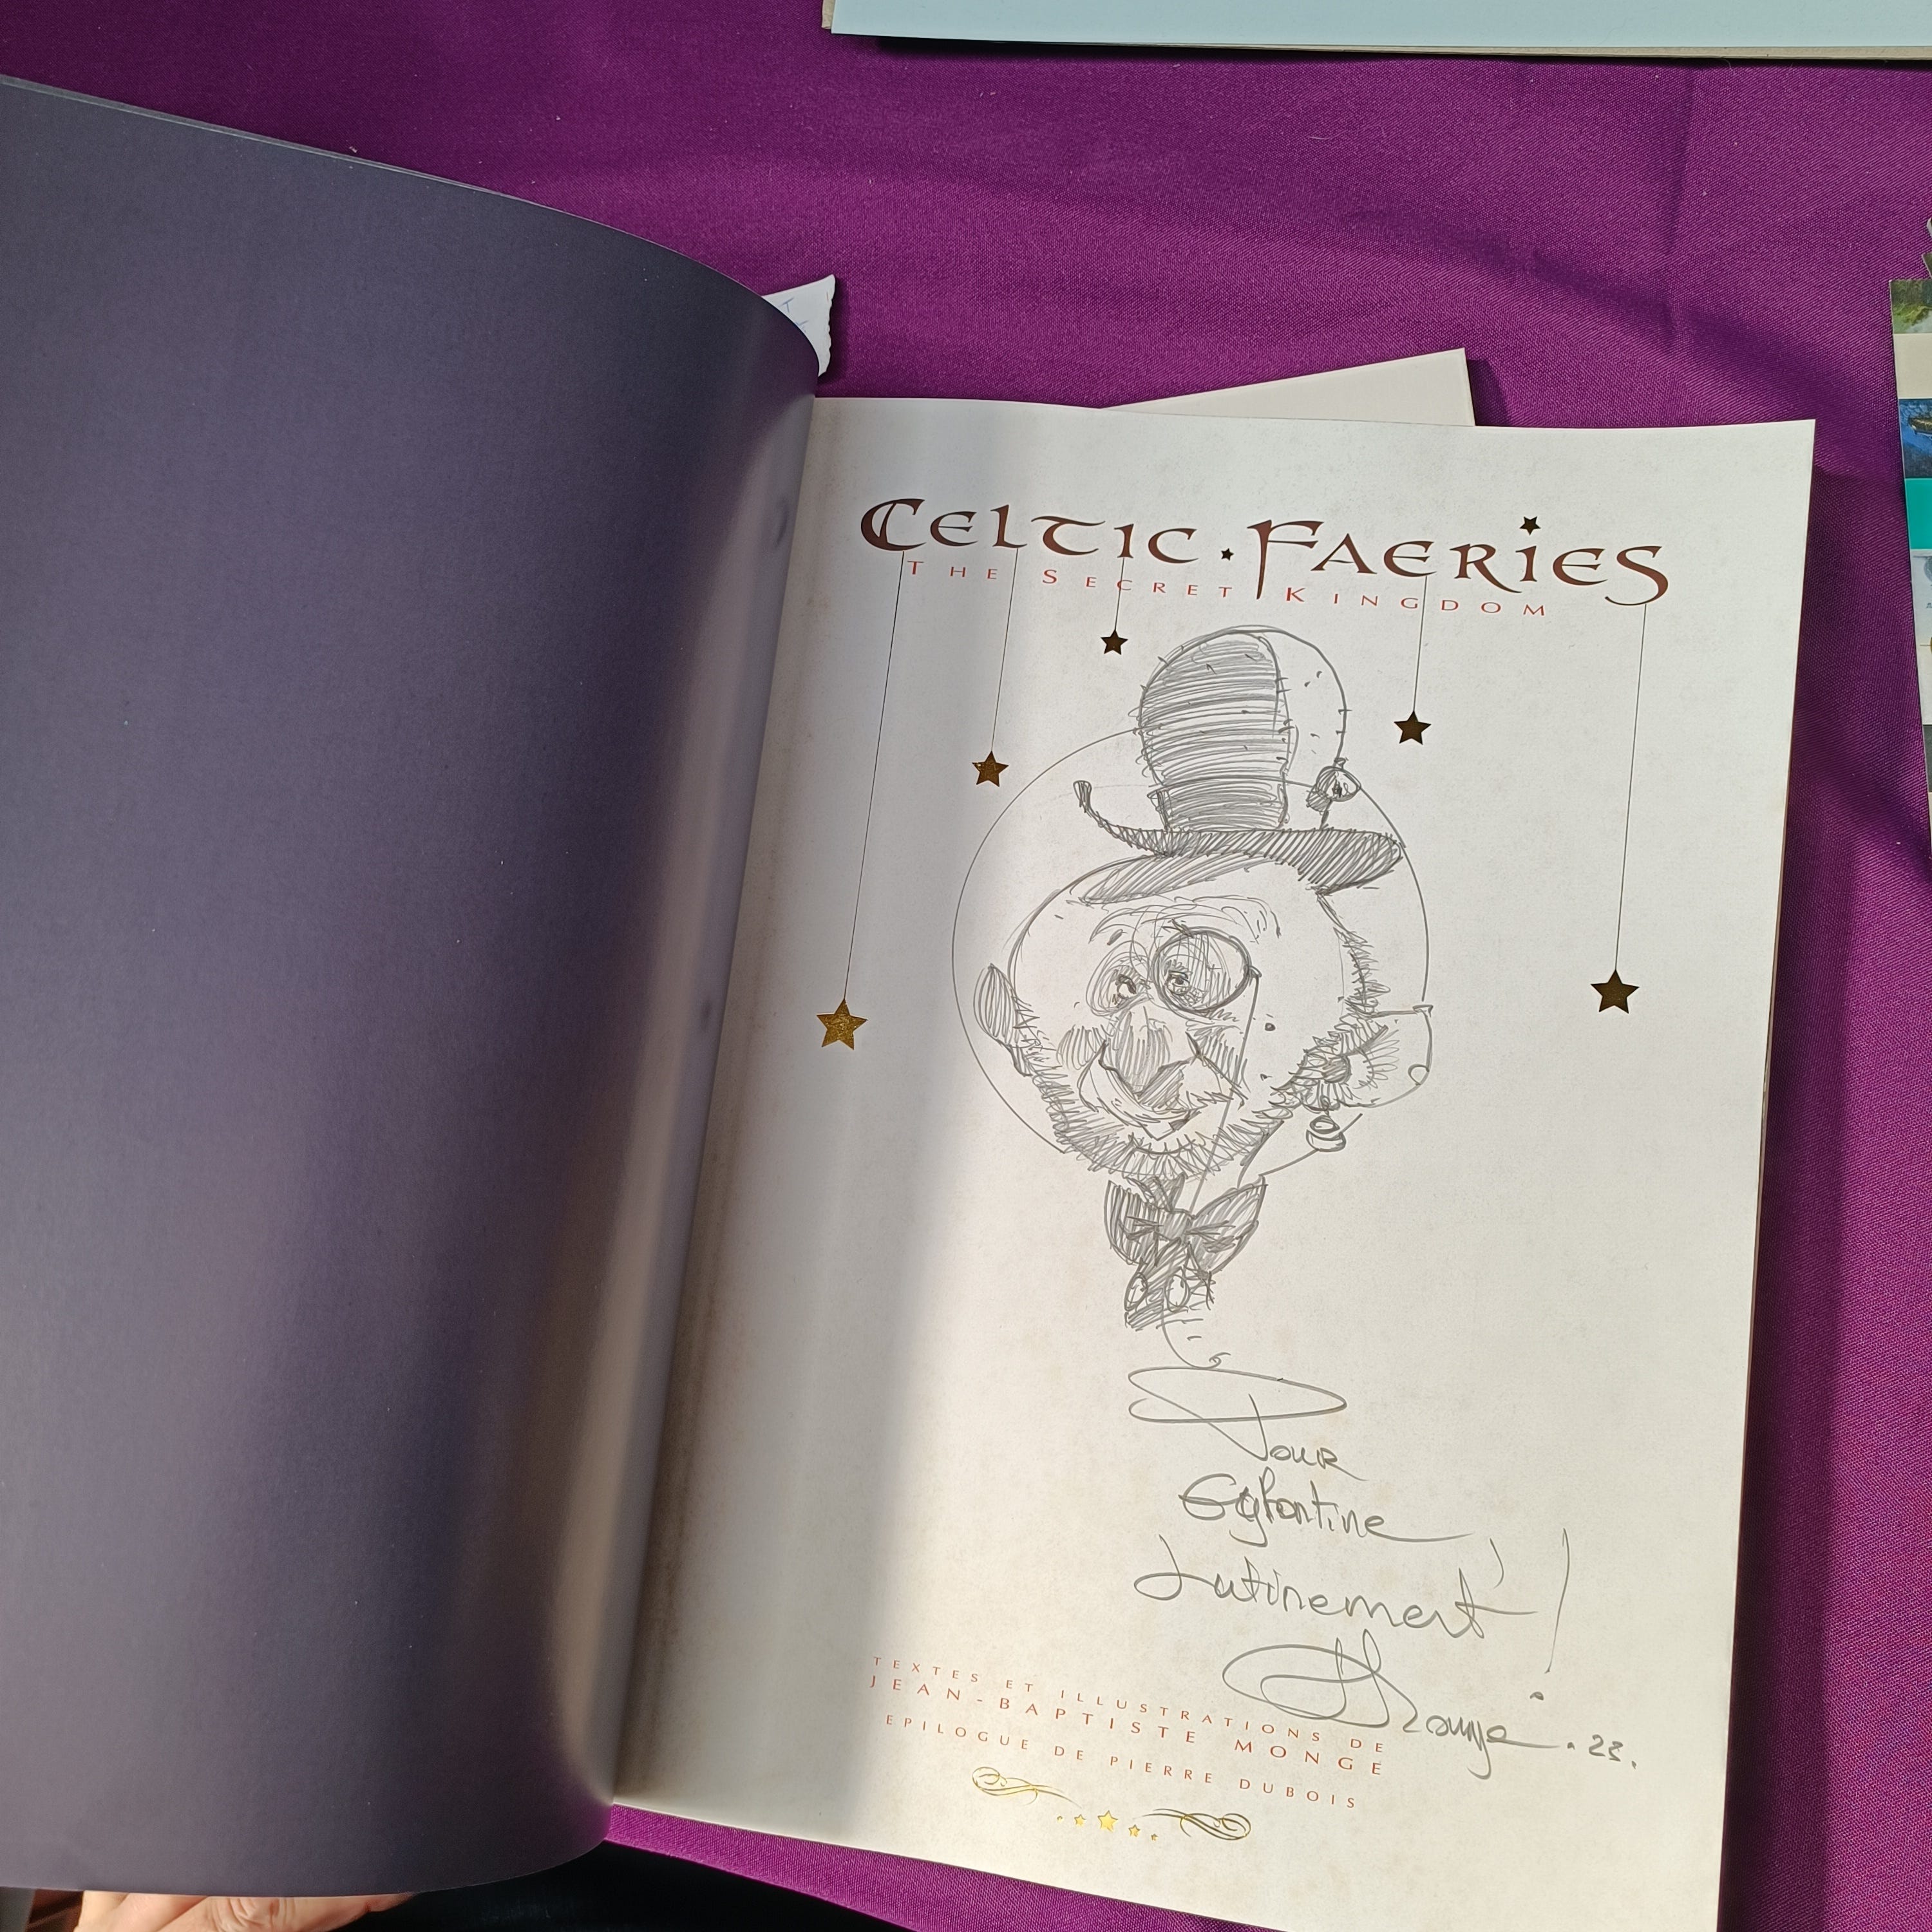 CELTIC · FAERIES
THE SECRET KINGDOM
Pour
Eglantine
Lutinement !
JBMonge . 23.
TEXTES ET ILLUSTRATIONS DE
JEAN-BAPTISTE MONGE
EPILOGUE DE PIERRE DUBOIS